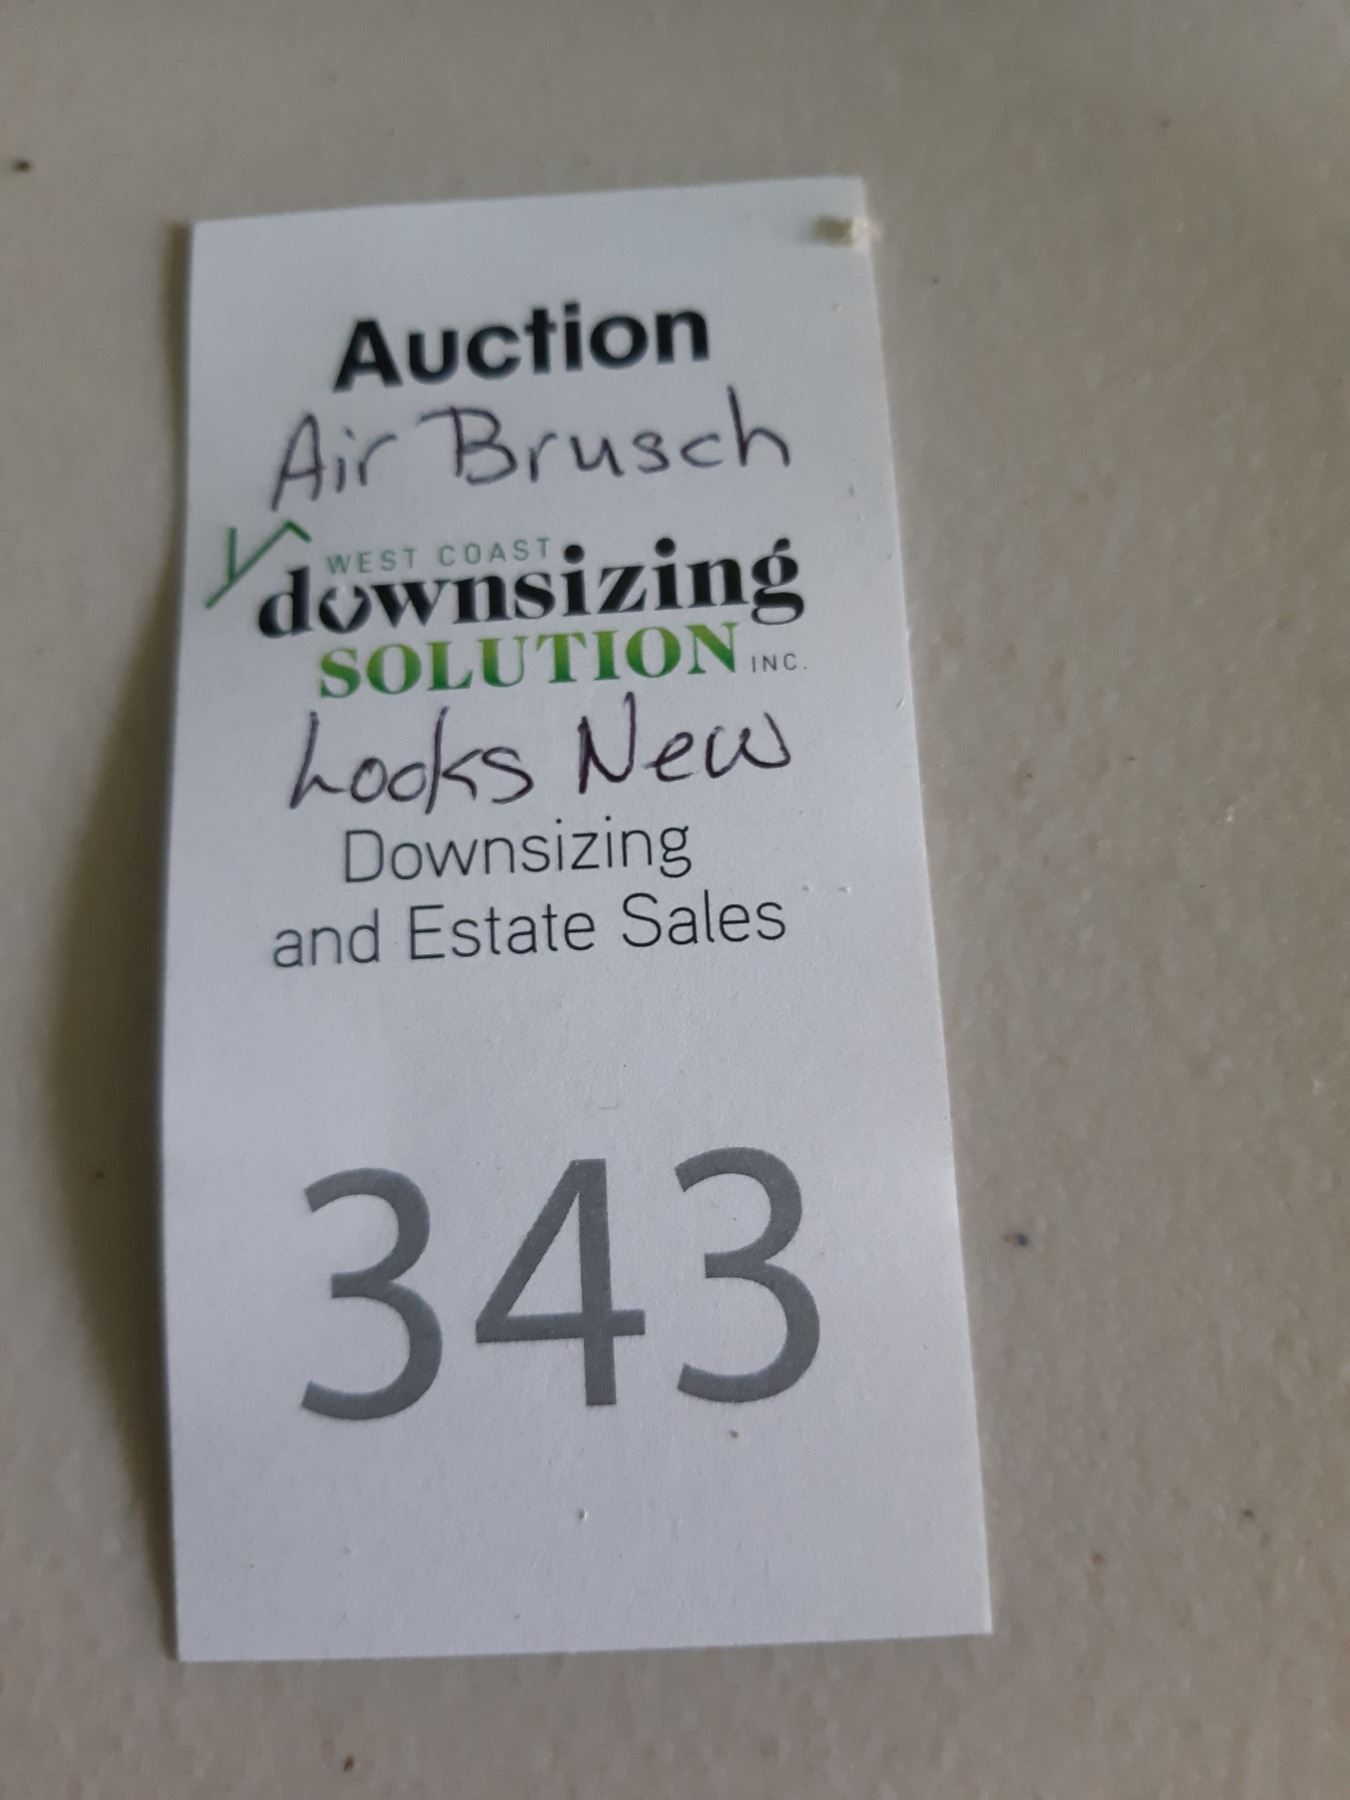 Auction
Air Brusch
WEST COAST
downsizing
SOLUTION INC.
Looks New
Downsizing
and Estate Sales
343